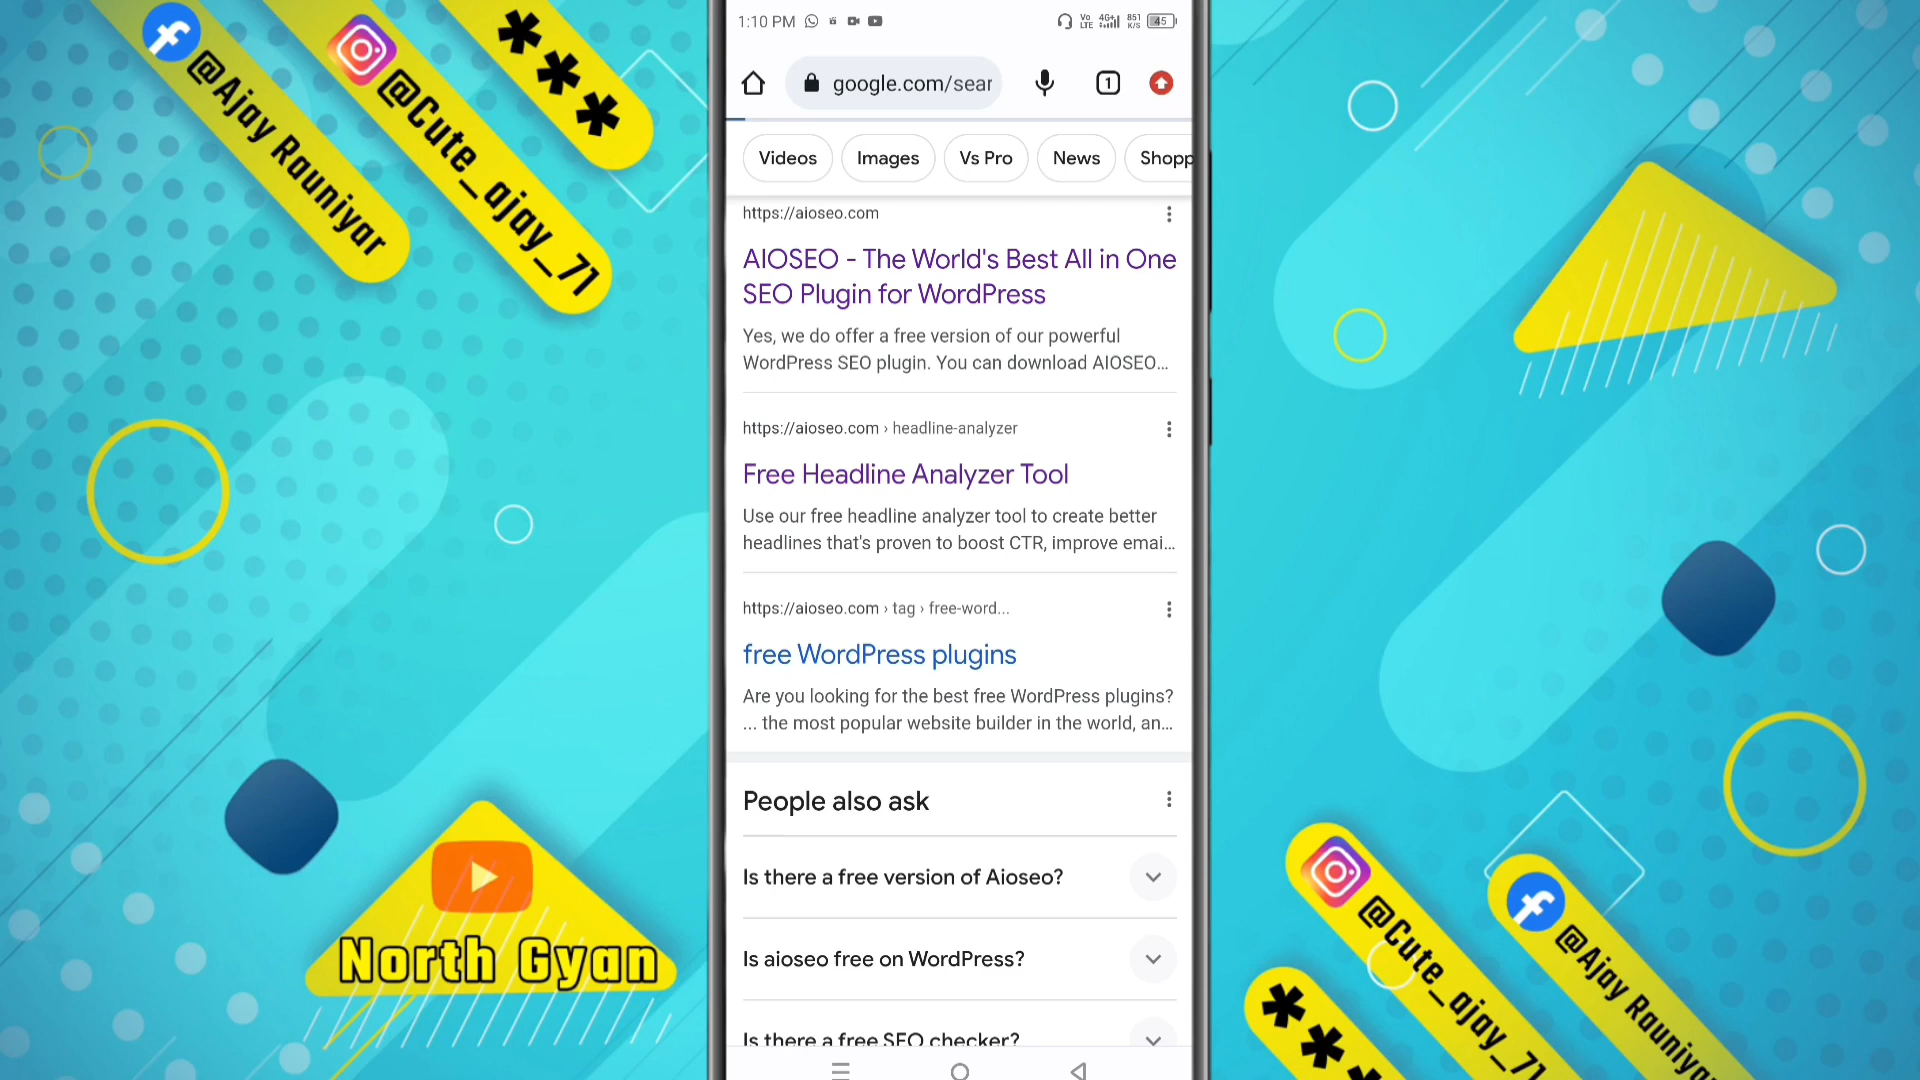 @Ajay Rauniyar
@Cute_ajay_71
***
1:10 PM
Vo LTE 4G+ 851 K/S 45
google.com/sear
1
Videos
Images
Vs Pro
News
Shopp
https://aioseo.com
AIOSEO - The World's Best All in One
SEO Plugin for WordPress
Yes, we do offer a free version of our powerful
WordPress SEO plugin. You can download AIOSEO...
https://aioseo.com › headline-analyzer
Free Headline Analyzer Tool
Use our free headline analyzer tool to create better
headlines that's proven to boost CTR, improve emai...
https://aioseo.com › tag › free-word...
free WordPress plugins
Are you looking for the best free WordPress plugins?
... the most popular website builder in the world, an...
People also ask
Is there a free version of Aioseo?
Is aioseo free on WordPress?
Is there a free SEO checker?
North Gyan
@Cute_ajay_71
@Ajay Rauniya
***